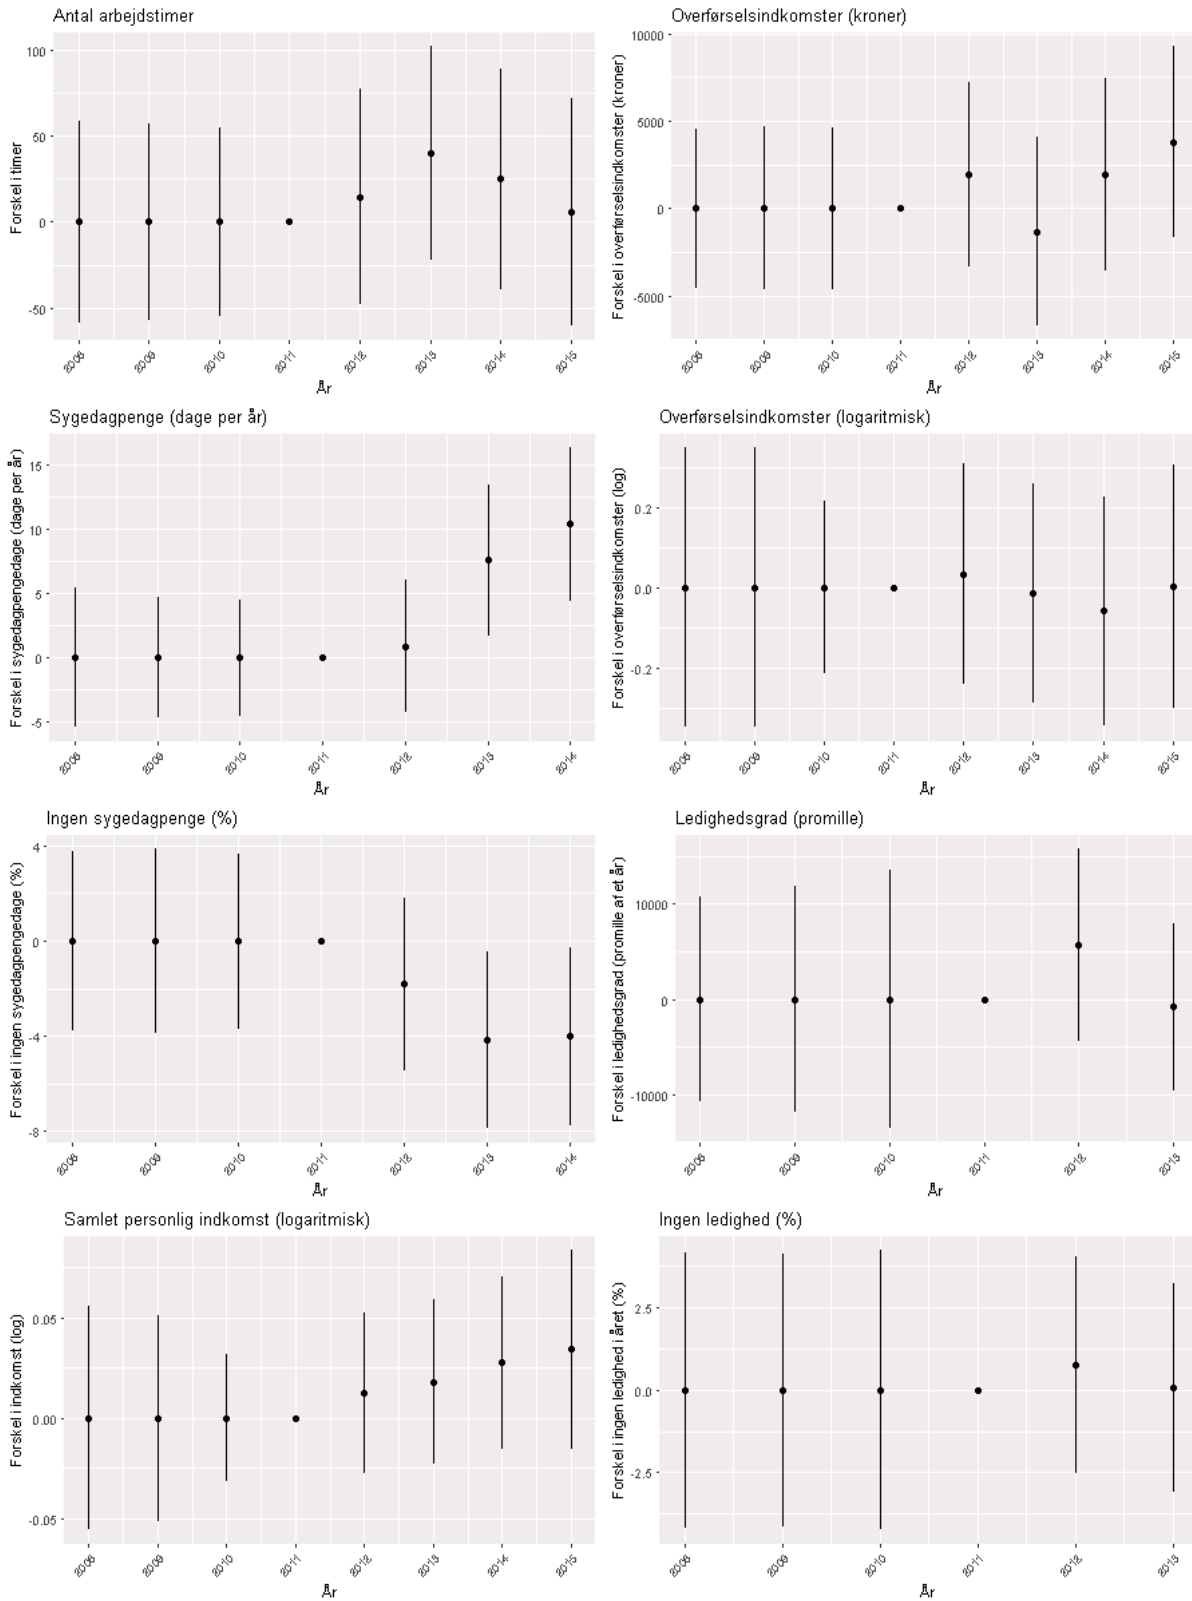 Antal arbejdstimer
Forskel i timer
100
50
0
-50
2008 2009 2010 2011 2012 2013 2014 2015
År
Overførselsindkomster (kroner)
Forskel i overførselsindkomster (kroner)
10000
5000
0
-5000
2008 2009 2010 2011 2012 2013 2014 2015
År
Sygedagpenge (dage per år)
Forskel i sygedagpengedage (dage per år)
15
10
5
0
-5
2008 2009 2010 2011 2012 2013 2014
År
Overførselsindkomster (logaritmisk)
Forskel i overførselsindkomster (log)
0.2
0.0
-0.2
2008 2009 2010 2011 2012 2013 2014 2015
År
Ingen sygedagpenge (%)
Forskel i ingen sygedagpengedage (%)
4
0
-4
-8
2008 2009 2010 2011 2012 2013 2014
År
Ledighedsgrad (promille)
Forskel i ledighedsgrad (promille af et år)
10000
0
-10000
2008 2009 2010 2011 2012 2013
År
Samlet personlig indkomst (logaritmisk)
Forskel i indkomst (log)
0.05
0.00
-0.05
2008 2009 2010 2011 2012 2013 2014 2015
År
Ingen ledighed (%)
Forskel i ingen ledighed i året (%)
2.5
0.0
-2.5
2008 2009 2010 2011 2012 2013
År